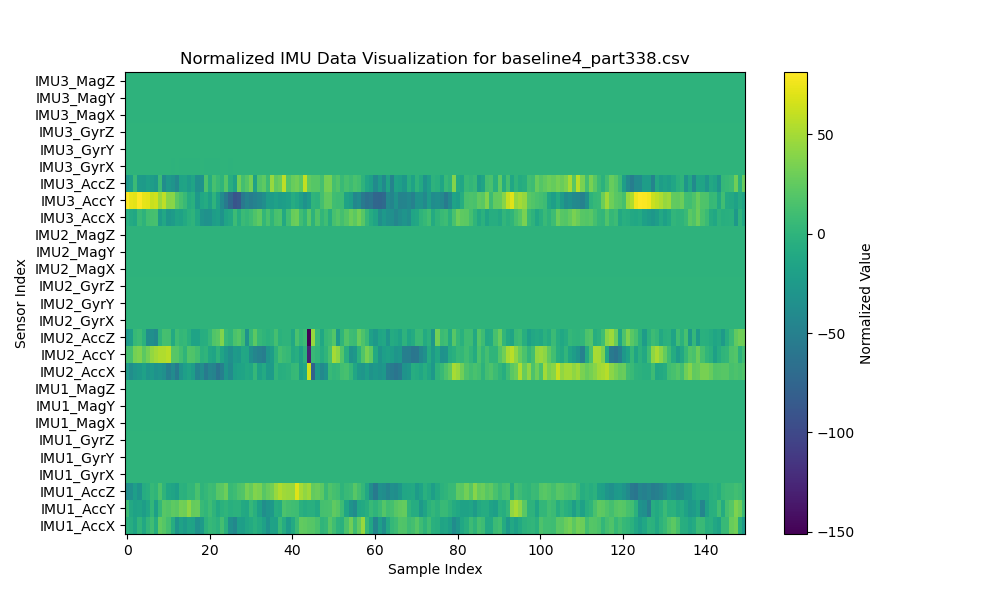 Normalized IMU Data Visualization for baseline4_part338.csv
IMU3_MagZ
IMU3_MagY
IMU3_MagX
IMU3_GyrZ
IMU3_GyrY
IMU3_GyrX
IMU3_AccZ
IMU3_AccY
IMU3_AccX
IMU2_MagZ
IMU2_MagY
IMU2_MagX
IMU2_GyrZ
IMU2_GyrY
IMU2_GyrX
IMU2_AccZ
IMU2_AccY
IMU2_AccX
IMU1_MagZ
IMU1_MagY
IMU1_MagX
IMU1_GyrZ
IMU1_GyrY
IMU1_GyrX
IMU1_AccZ
IMU1_AccY
IMU1_AccX
Sensor Index
0 20 40 60 80 100 120 140
Sample Index
50
0
−50
−100
−150
Normalized Value